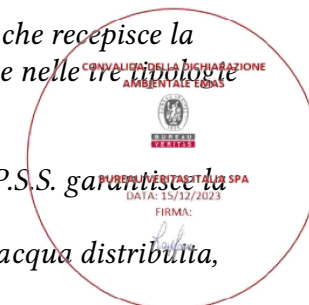 che recepisce la
e nelle tre tipologie
CONVALIDA DELLA DICHIARAZIONE
AMBIENTALE EMAS
BUREAU
VERITAS
P.S.S. garantisce la
BUREAU VERITAS ITALIA SPA
DATA: 15/12/2023
FIRMA:
acqua distribuita,